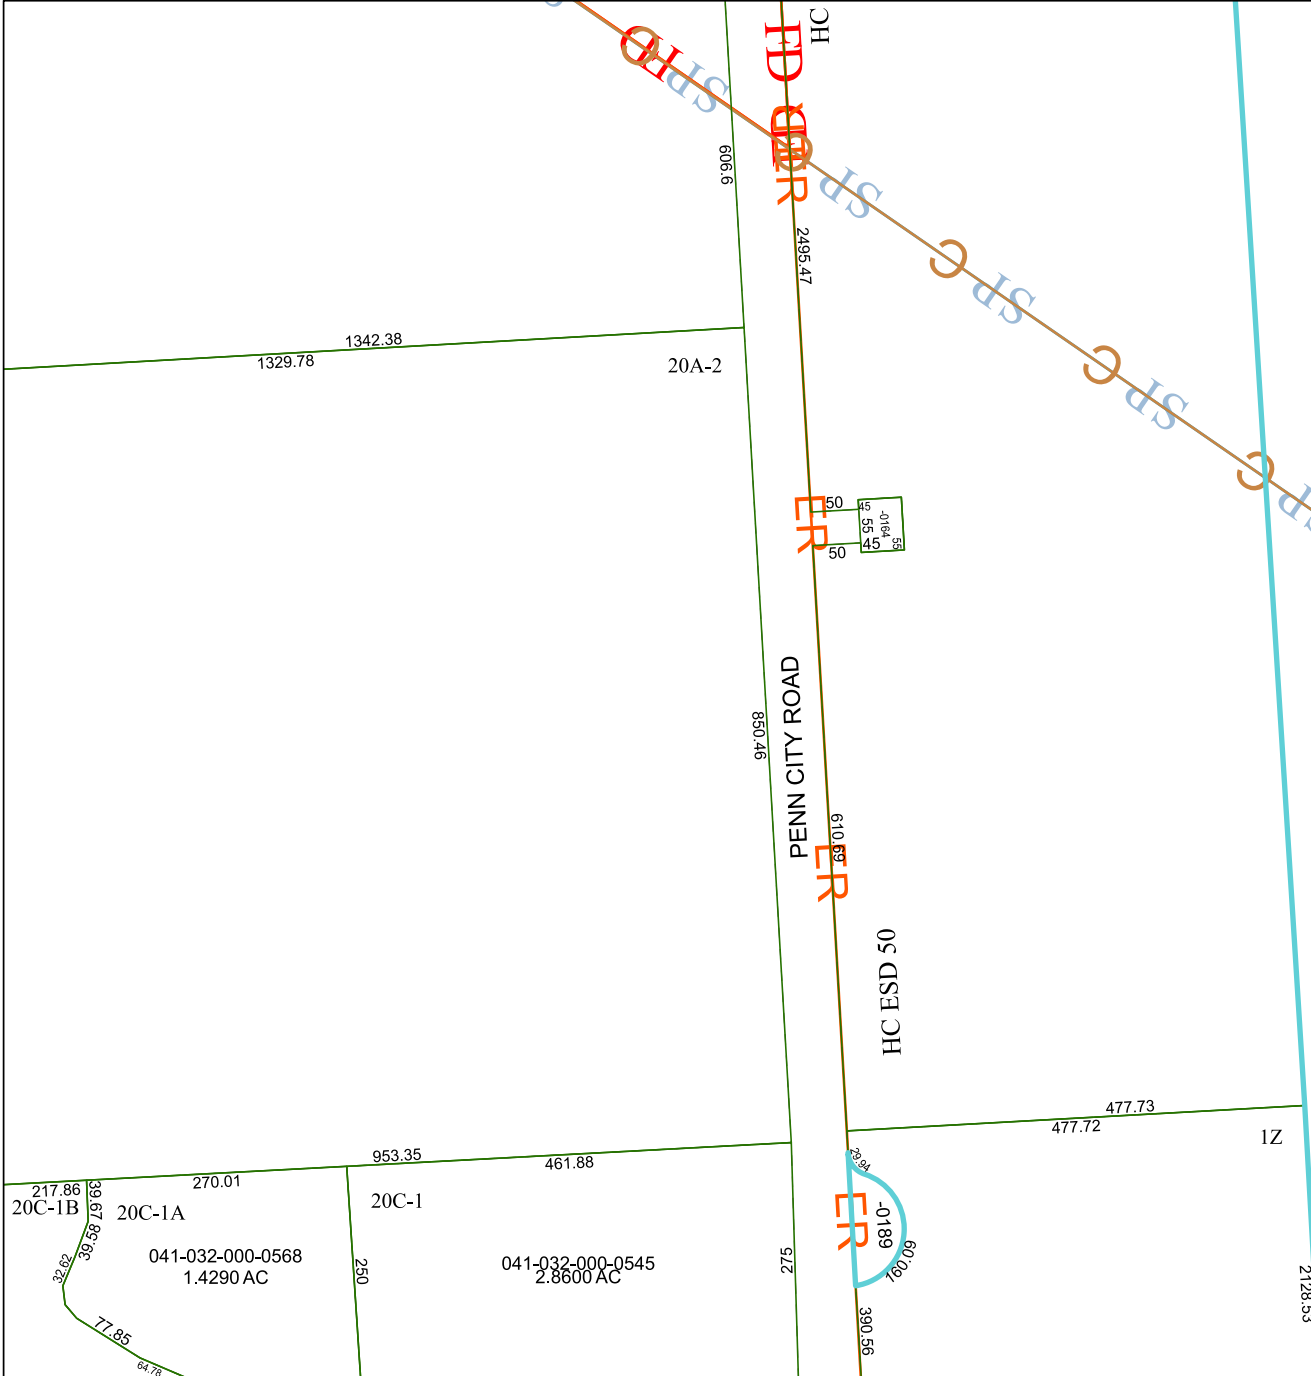 HC
FD
ER
SP C
SP C
SP C
SP C
606.6
2495.47
1342.38
1329.78
20A-2
ER
50
45
55
-0164
55
45
50
PENN CITY ROAD
850.46
610.69
ER
HC ESD 50
477.73
477.72
1Z
953.35
461.88
270.01
217.86
20C-1B
39.67
20C-1A
20C-1
29.94
39.58
ER
-0189
160.09
32.62
041-032-000-0568
1.4290 AC
250
041-032-000-0545
2.8600 AC
275
2128.53
77.85
390.56
64.78